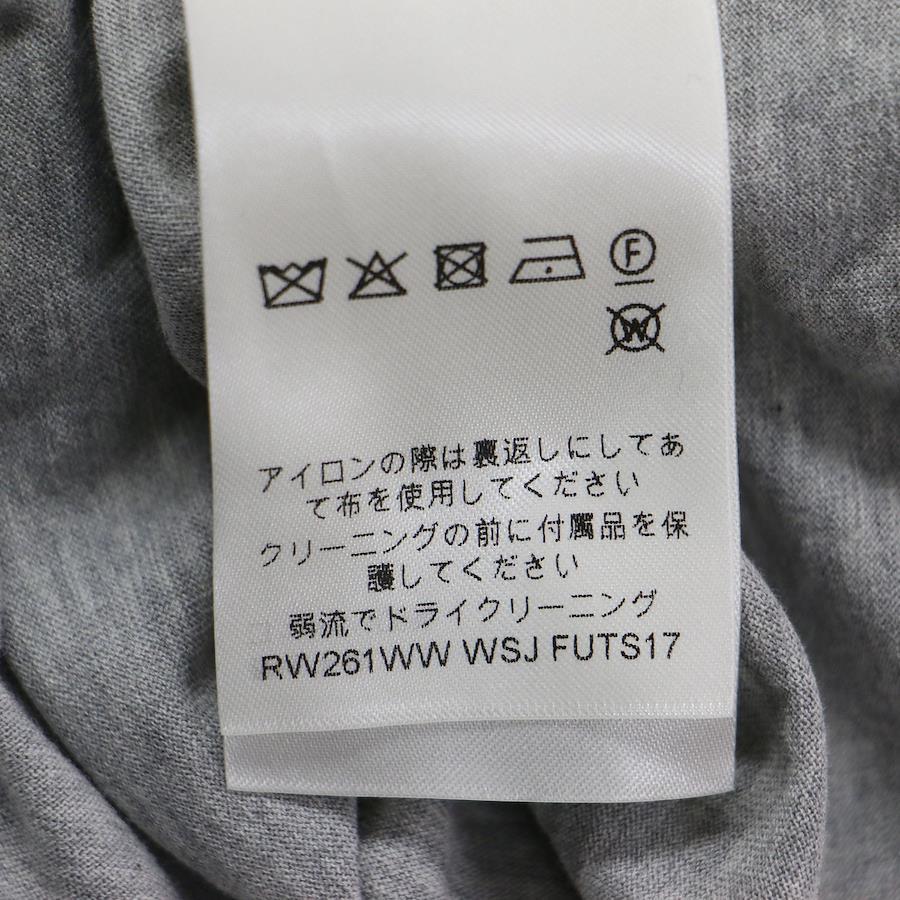 F
W
アイロンの際は裏返しにしてあ
て布を使用してください
クリーニングの前に付属品を保
護してください
弱流でドライクリーニング
RW261WW WSJ FUTS17